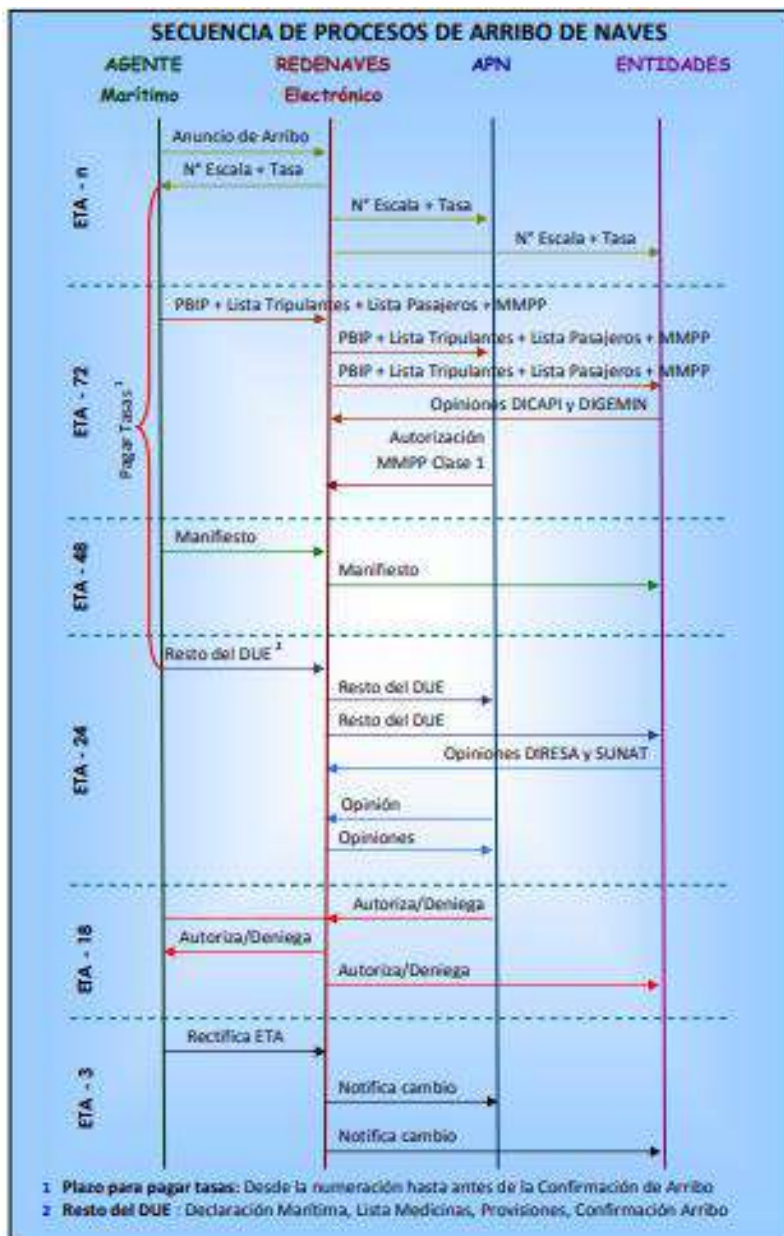 SECUENCIA DE PROCESOS DE ARRIBO DE NAVES
AGENTE REDENAVES APN ENTIDADES
Marítimo Electrónico
ETA - n
Anuncio de Arribo
N° Escala + Tasa
N° Escala + Tasa
N° Escala + Tasa
Pagar Tasas 1
ETA - 72
PBIP + Lista Tripulantes + Lista Pasajeros + MMPP
PBIP + Lista Tripulantes + Lista Pasajeros + MMPP
PBIP + Lista Tripulantes + Lista Pasajeros + MMPP
Opiniones DICAPI y DIGEMIN
Autorización
MMPP Clase 1
ETA - 48
Manifiesto
Manifiesto
ETA - 24
Resto del DUE 2
Resto del DUE
Resto del DUE
Opiniones DIRESA y SUNAT
Opinión
Opiniones
ETA - 18
Autoriza/Deniega
Autoriza/Deniega
Autoriza/Deniega
ETA - 3
Rectifica ETA
Notifica cambio
Notifica cambio
1 Plazo para pagar tasas: Desde la numeración hasta antes de la Confirmación de Arribo
2 Resto del DUE : Declaración Marítima, Lista Medicinas, Provisiones, Confirmación Arribo